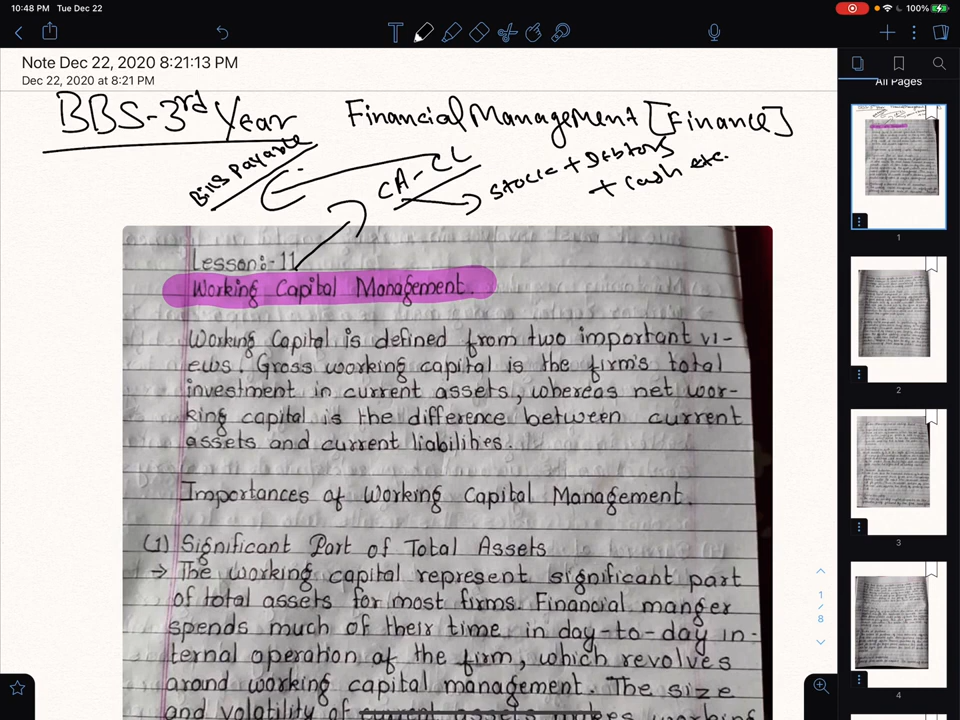 10:48 PM Tue Dec 22
100%
Note Dec 22, 2020 8:21:13 PM
Dec 22, 2020 at 8:21 PM
All Pages
BBS-3rd Year Financial Management [Finance]
Bills payable
CA-CL
Stock + Debtors
+ Cash etc.
Lesson:-11
Working Capital Management.
Working Capital is defined from two important vi-
ews. Gross working capital is the firm's total
investment in current assets, whereas net wor-
king capital is the difference between current
assets and current liabilities.
Importances of Working Capital Management.
(1) Significant Part of Total Assets
→ The working capital represent significant part
of total assets for most firms. Financial manger
spends much of their time in day-to-day in-
ternal operation of the firm, which revolves
arand working capital management. The size
and volatility of current assets makes working
1
2
3
4
1
/
8